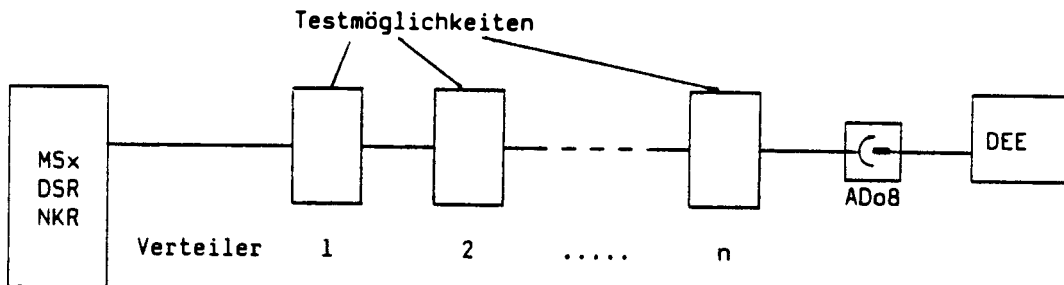 Testmöglichkeiten
MSx
DSR
NKR
DEE
ADo8
Verteiler 1 2 ..... n